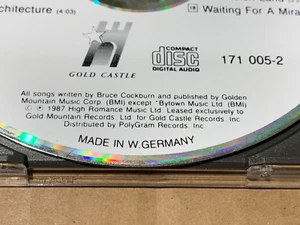 chitecture (4:03)
Waiting For A Mira
GOLD CASTLE
COMPACT
disc
DIGITAL AUDIO
171 005-2
All songs written by Bruce Cockburn and published by Golden
Mountain Music Corp. (BMI) except *Bytown Music Ltd. (BMI)
© ℗ 1987 High Romance Music Ltd. Leased exclusively to
Gold Mountain Records Ltd. for Gold Castle Records, Inc.
Distributed by PolyGram Records, Inc.
MADE IN W.GERMANY